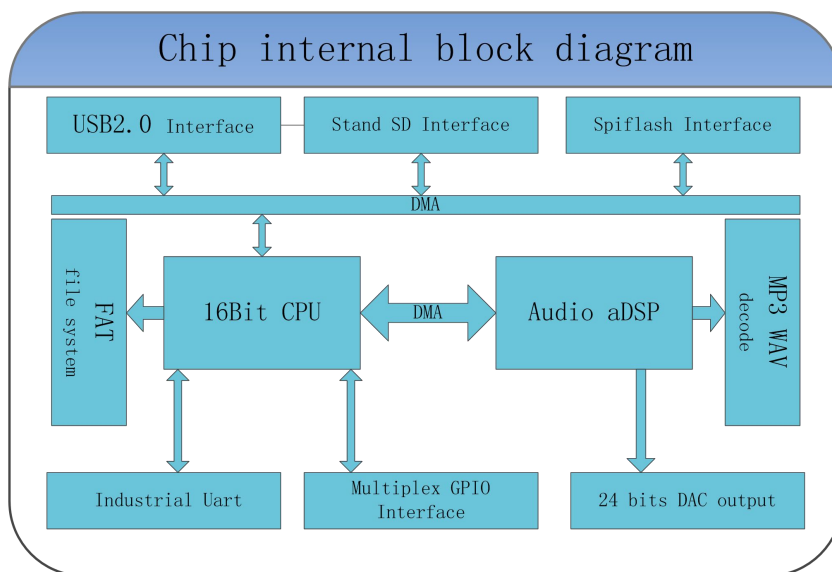 Chip internal block diagram
USB2.0 Interface
Stand SD Interface
Spiflash Interface
DMA
FAT
file system
16Bit CPU
DMA
Audio aDSP
MP3 WAV
decode
Industrial Uart
Multiplex GPIO
Interface
24 bits DAC output